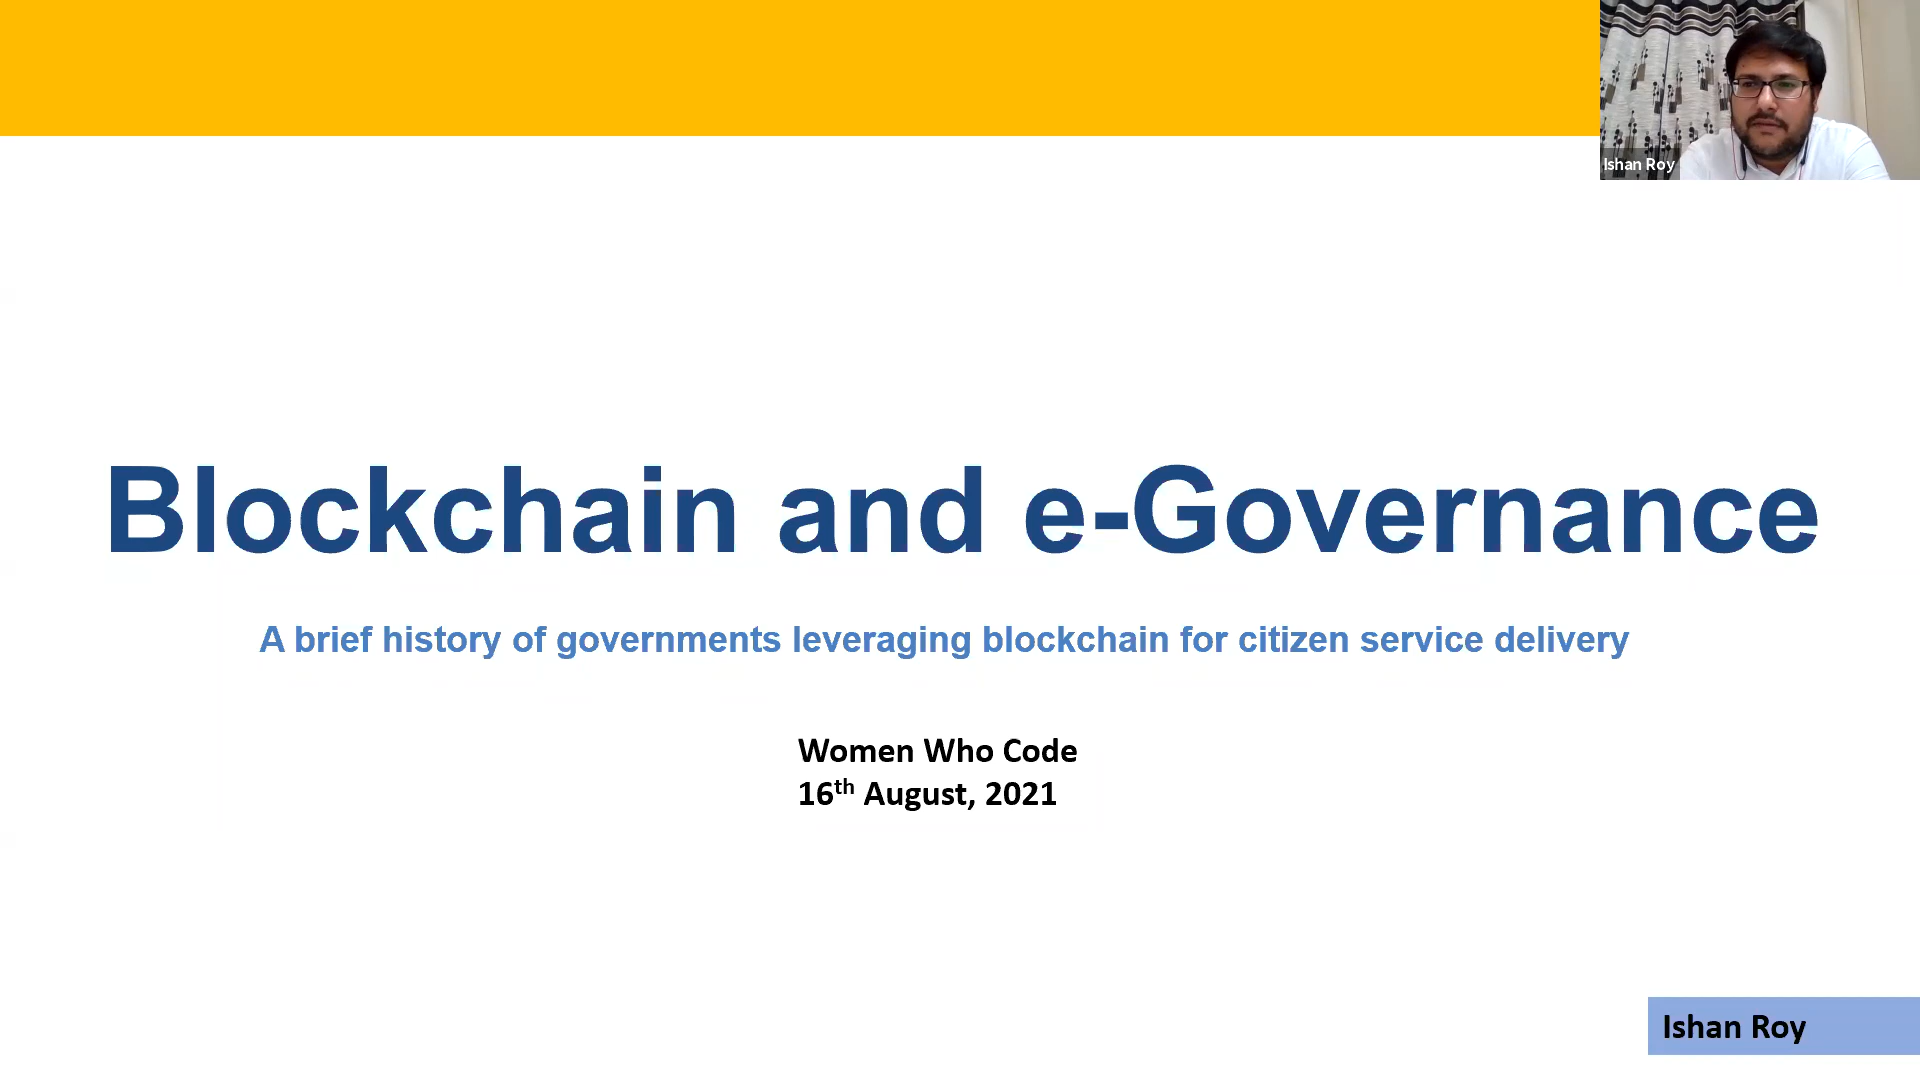 Ishan Roy
Blockchain and e-Governance
A brief history of governments leveraging blockchain for citizen service delivery
Women Who Code
16th August, 2021
Ishan Roy